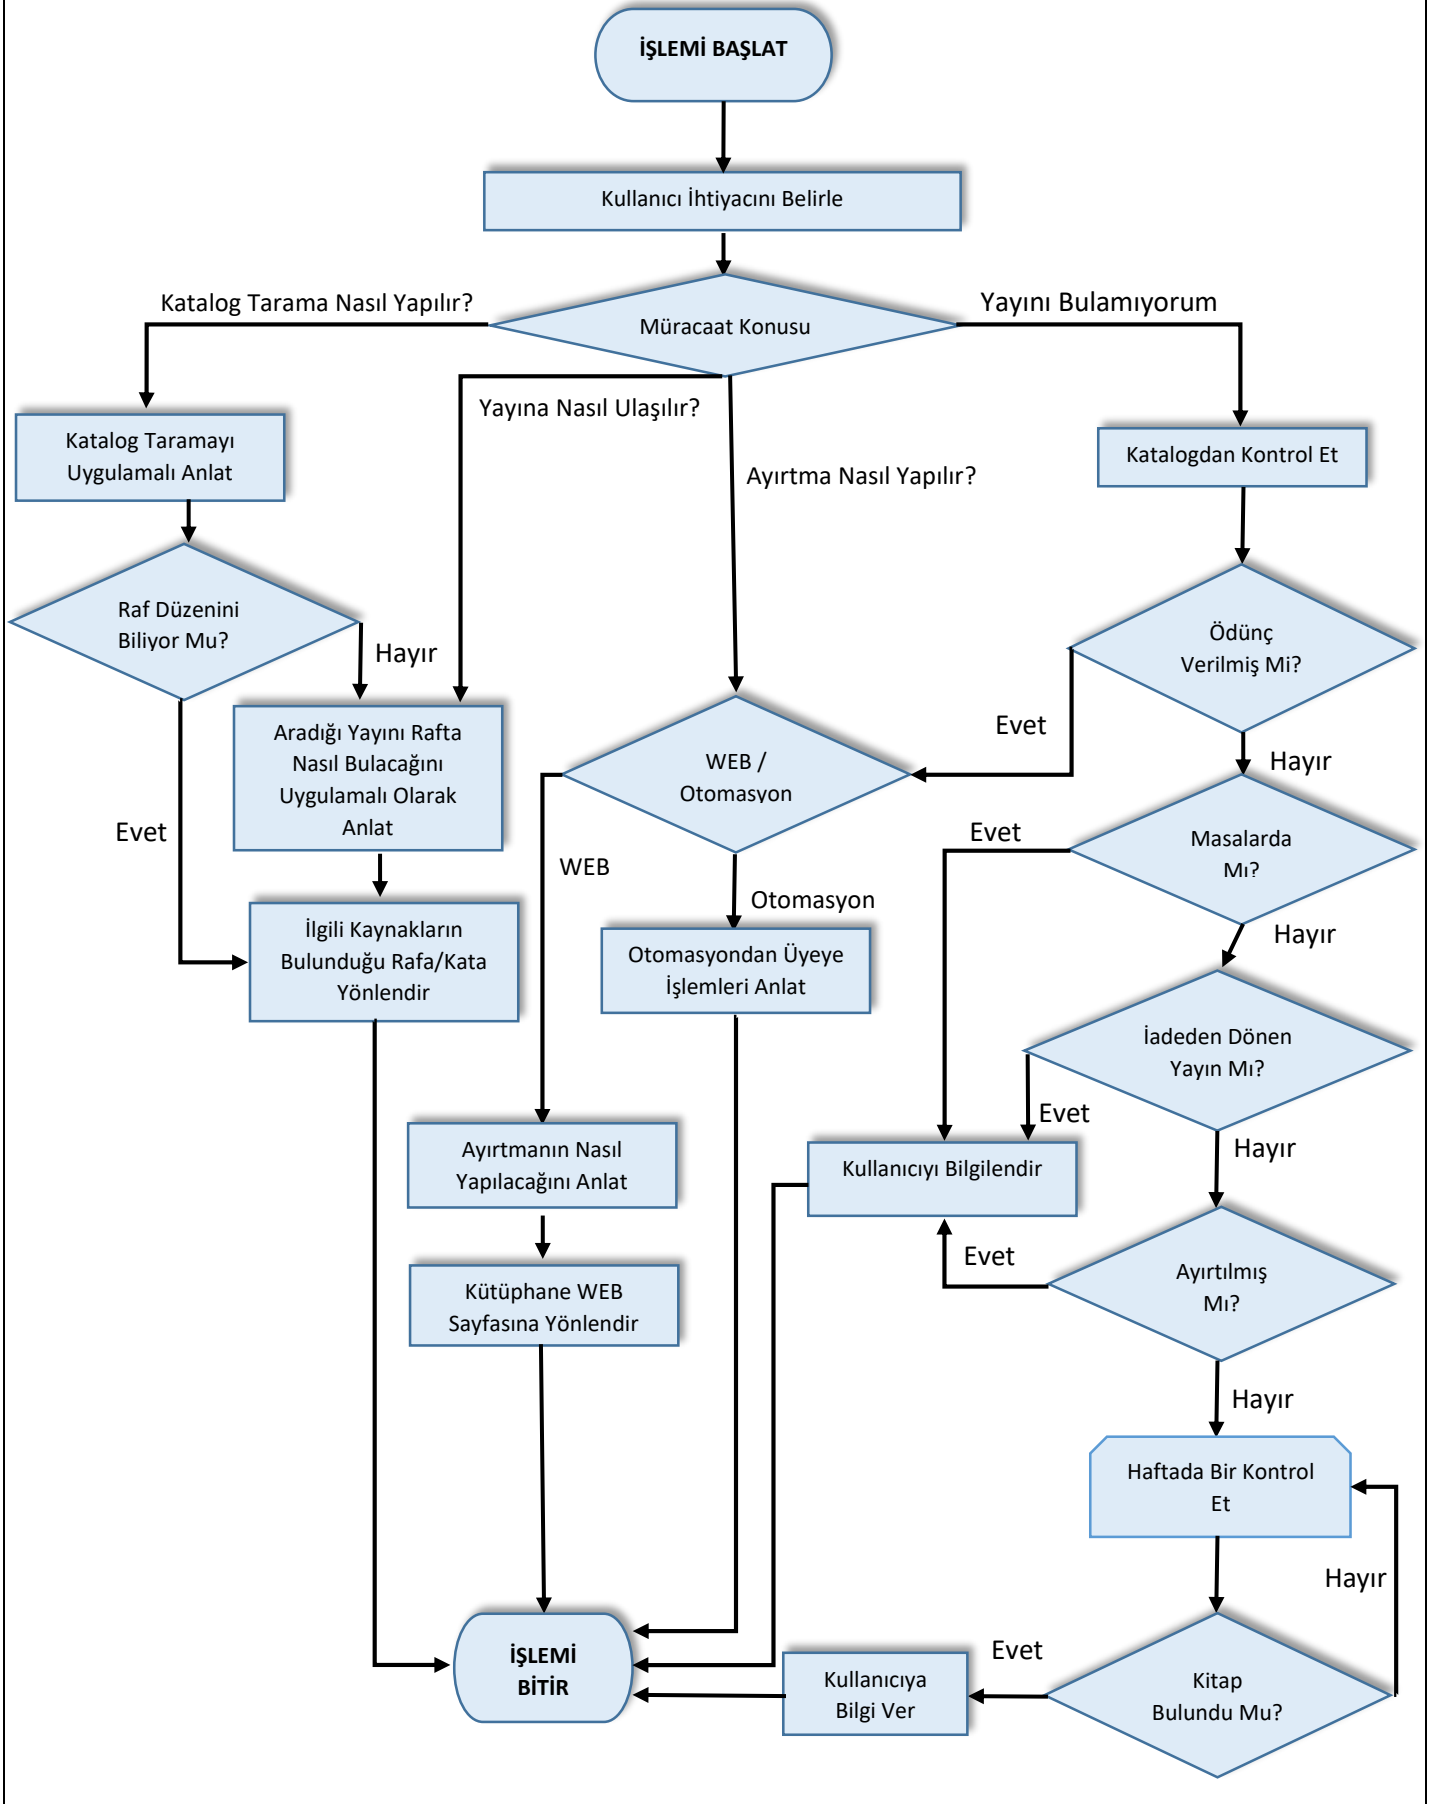 İŞLEMİ BAŞLAT
Kullanıcı İhtiyacını Belirle
Katalog Tarama Nasıl Yapılır?
Müracaat Konusu
Yayını Bulamıyorum
Yayına Nasıl Ulaşılır?
Ayırtma Nasıl Yapılır?
Katalog Taramayı
Uygulamalı Anlat
Katalogdan Kontrol Et
Raf Düzenini
Biliyor Mu?
Hayır
Ödünç
Verilmiş Mi?
Evet
Hayır
Aradığı Yayını Rafta
Nasıl Bulacağını
Uygulamalı Olarak
Anlat
WEB /
Otomasyon
Evet
Evet
Masalarda
Mı?
WEB
Otomasyon
Hayır
İlgili Kaynakların
Bulunduğu Rafa/Kata
Yönlendir
Otomasyondan Üyeye
İşlemleri Anlat
İadeden Dönen
Yayın Mı?
Evet
Hayır
Ayırtmanın Nasıl
Yapılacağını Anlat
Kullanıcıyı Bilgilendir
Evet
Ayırtılmış
Mı?
Kütüphane WEB
Sayfasına Yönlendir
Hayır
Haftada Bir Kontrol
Et
Hayır
İŞLEMİ
BİTİR
Kullanıcıya
Bilgi Ver
Evet
Kitap
Bulundu Mu?